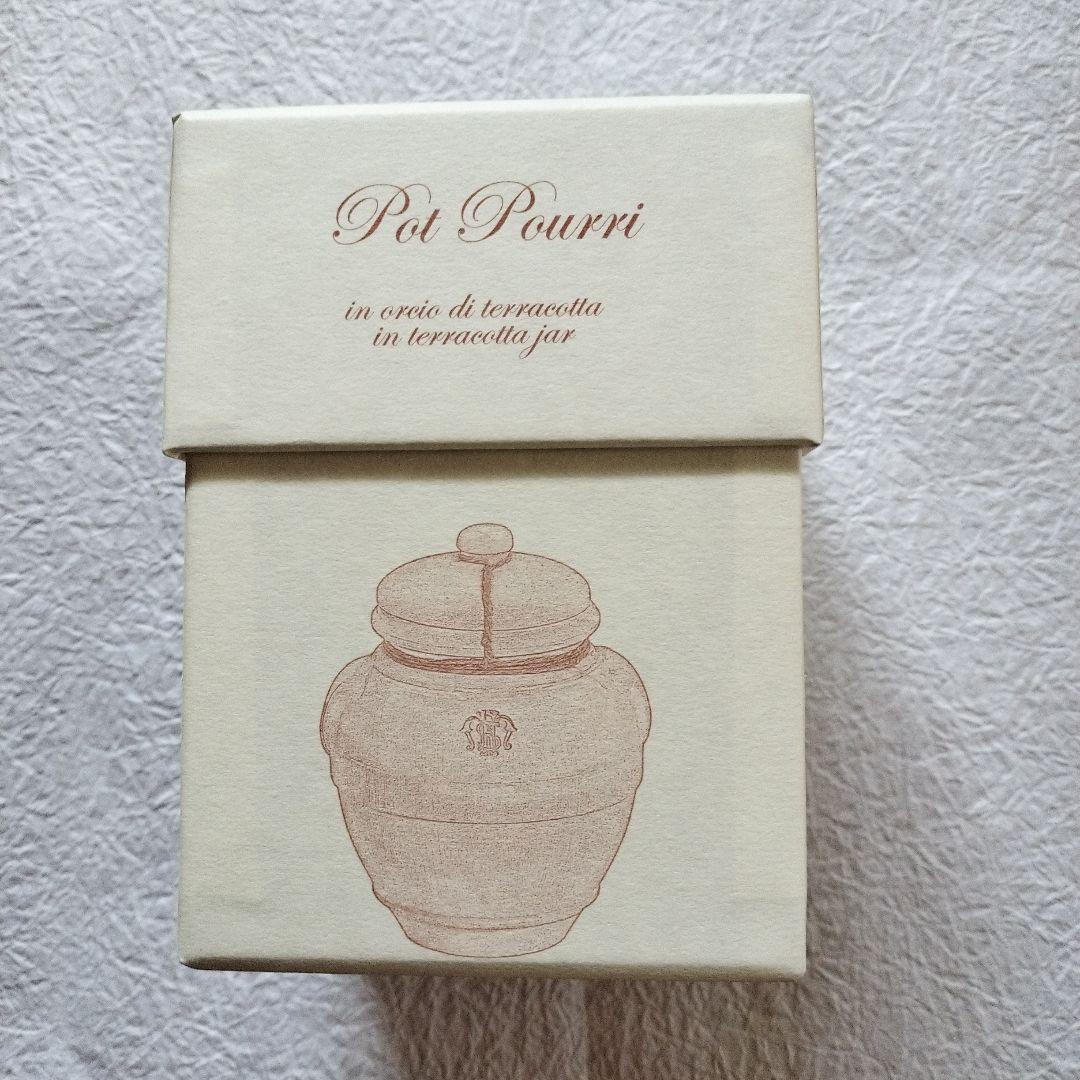 Pot Pourri
in orcio di terracotta
in terracotta jar